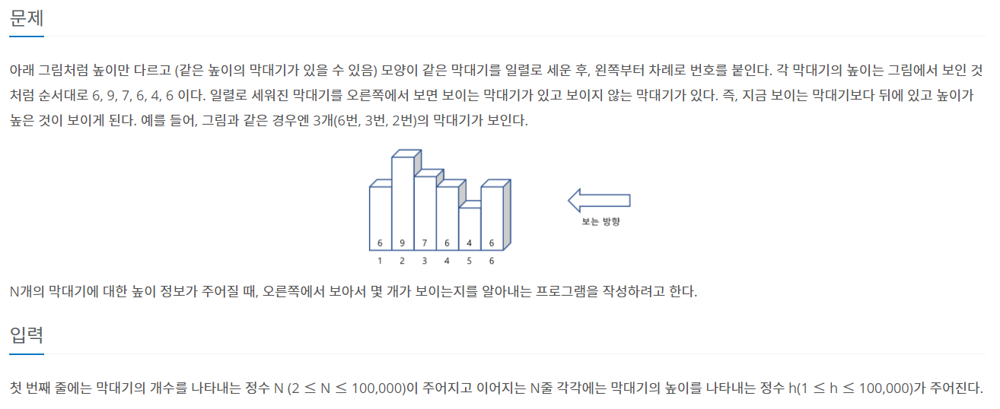 문제
아래 그림처럼 높이만 다르고 (같은 높이의 막대기가 있을 수 있음) 모양이 같은 막대기를 일렬로 세운 후, 왼쪽부터 차례로 번호를 붙인다. 각 막대기의 높이는 그림에서 보인 것
처럼 순서대로 6, 9, 7, 6, 4, 6 이다. 일렬로 세워진 막대기를 오른쪽에서 보면 보이는 막대기가 있고 보이지 않는 막대기가 있다. 즉, 지금 보이는 막대기보다 뒤에 있고 높이가
높은 것이 보이게 된다. 예를 들어, 그림과 같은 경우엔 3개(6번, 3번, 2번)의 막대기가 보인다.
6 9 7 6 4 6
1 2 3 4 5 6
보는 방향
N개의 막대기에 대한 높이 정보가 주어질 때, 오른쪽에서 보아서 몇 개가 보이는지를 알아내는 프로그램을 작성하려고 한다.
입력
첫 번째 줄에는 막대기의 개수를 나타내는 정수 N (2 ≤ N ≤ 100,000)이 주어지고 이어지는 N줄 각각에는 막대기의 높이를 나타내는 정수 h(1 ≤ h ≤ 100,000)가 주어진다.